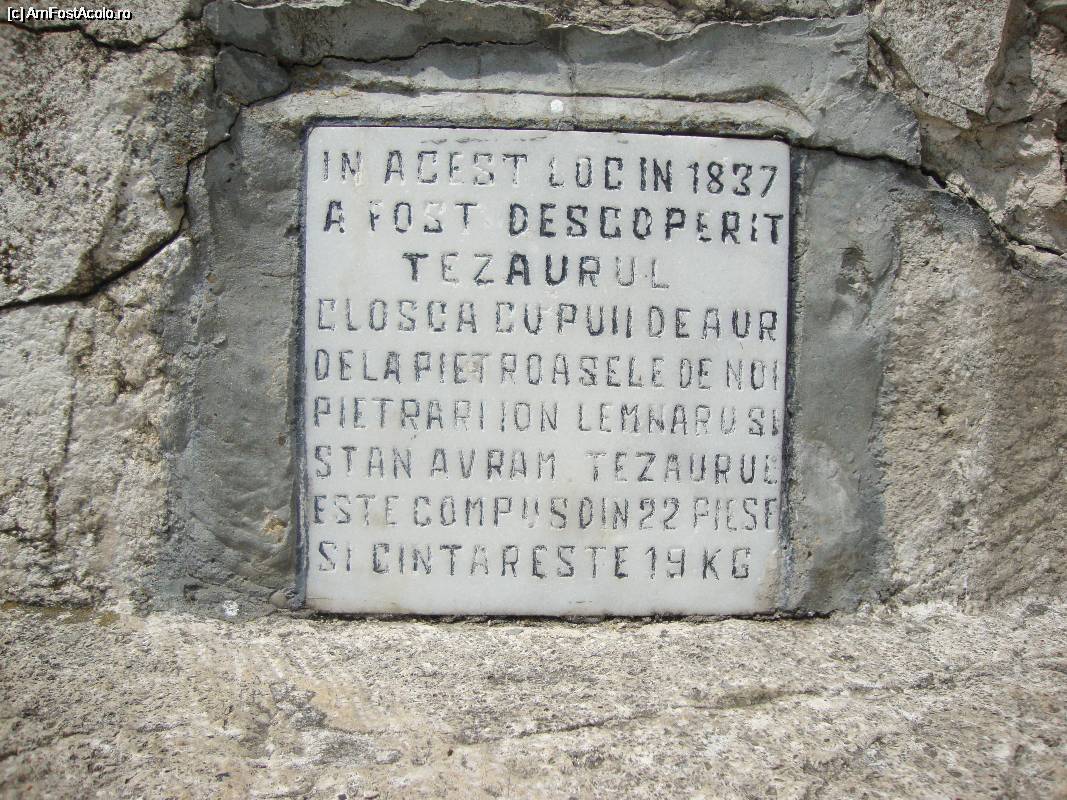 [c] AmFostAcolo.ro
IN ACEST LOC IN 1837
A FOST DESCOPERIT
TEZAURUL
CLOSCA CU PUII DE AUR
DE LA PIETROASELE DE NOI
PIETRARI ION LEMNARU SI
STAN AVRAM TEZAURUL
ESTE COMPUS DIN 22 PIESE
SI CINTARESTE 19 KG